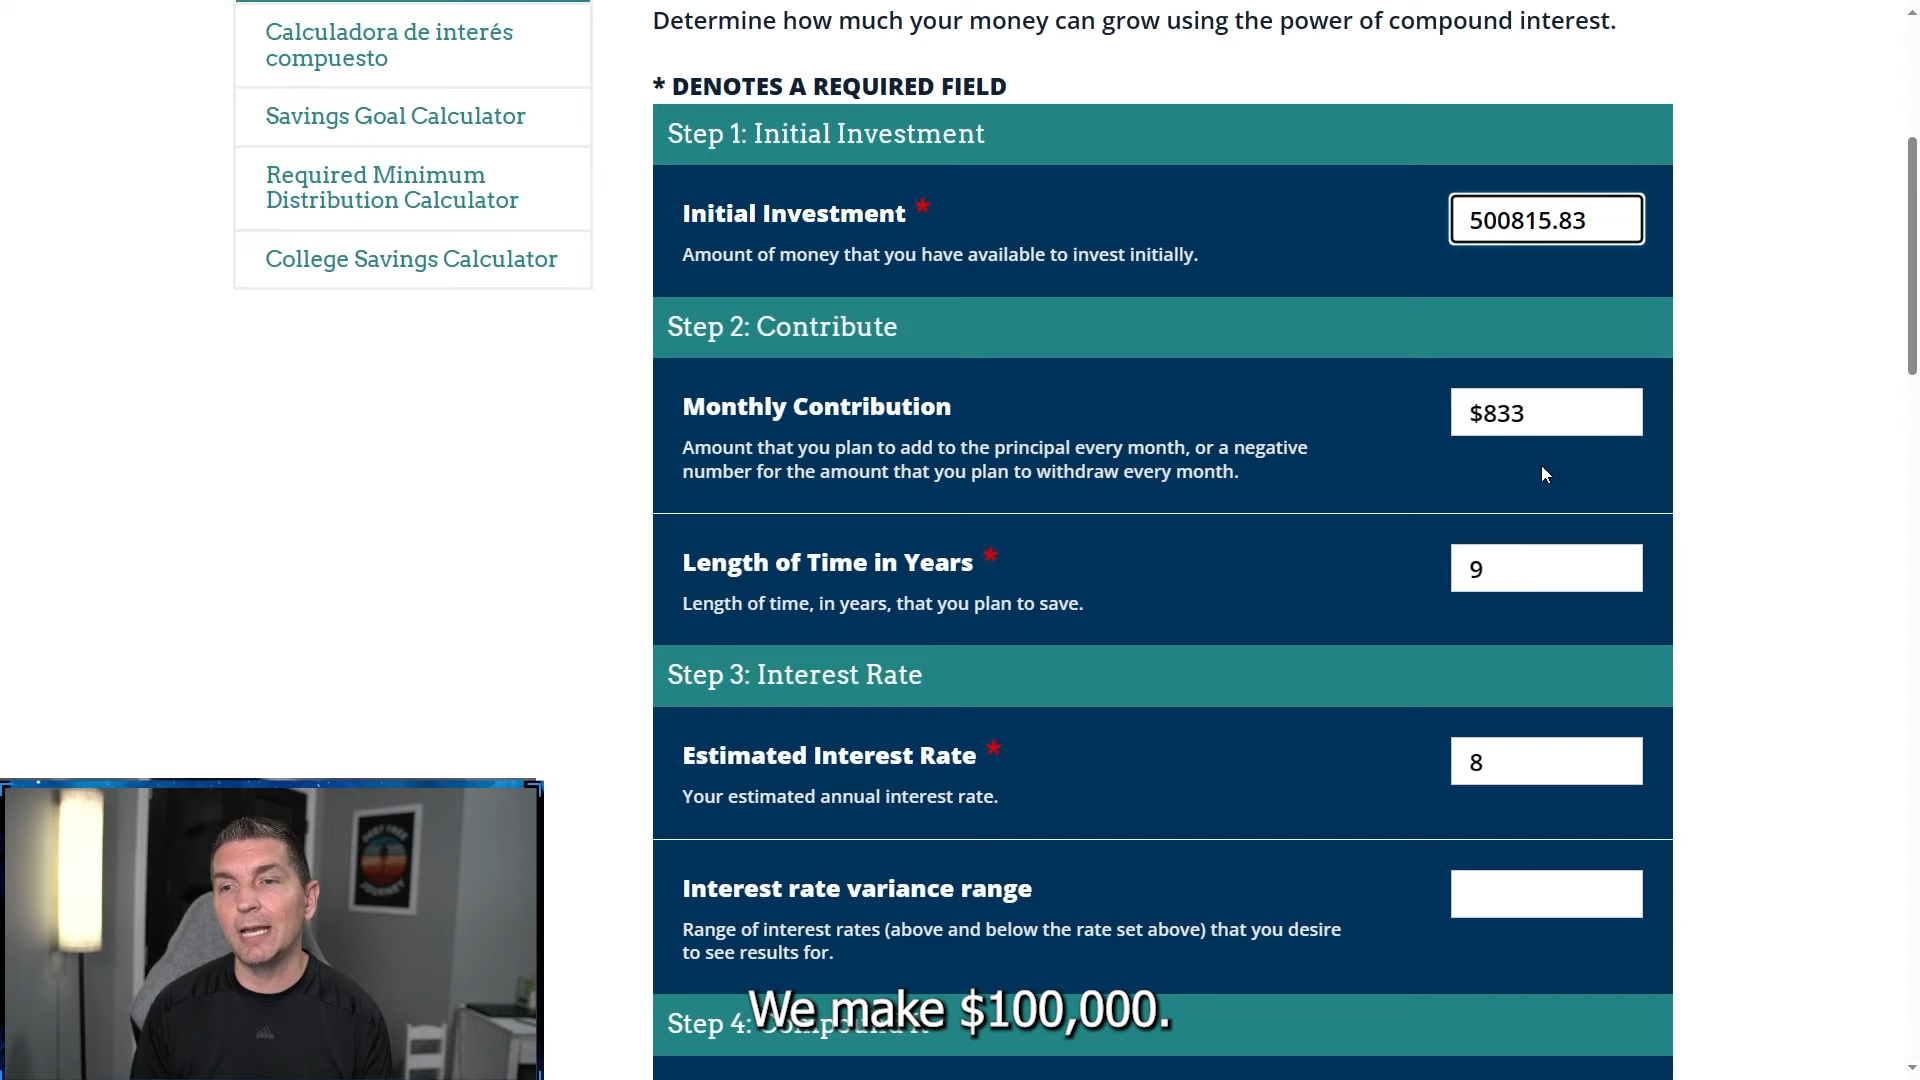 Calculadora de interés
compuesto
Savings Goal Calculator
Required Minimum
Distribution Calculator
College Savings Calculator
Determine how much your money can grow using the power of compound interest.
* DENOTES A REQUIRED FIELD
Step 1: Initial Investment
Initial Investment *
500815.83
Amount of money that you have available to invest initially.
Step 2: Contribute
Monthly Contribution
$833
Amount that you plan to add to the principal every month, or a negative
number for the amount that you plan to withdraw every month.
Length of Time in Years *
9
Length of time, in years, that you plan to save.
Step 3: Interest Rate
Estimated Interest Rate *
8
Your estimated annual interest rate.
Interest rate variance range
Range of interest rates (above and below the rate set above) that you desire
to see results for.
Step 4: Compound It
We make $100,000.
DEBT FREE
JOURNEY